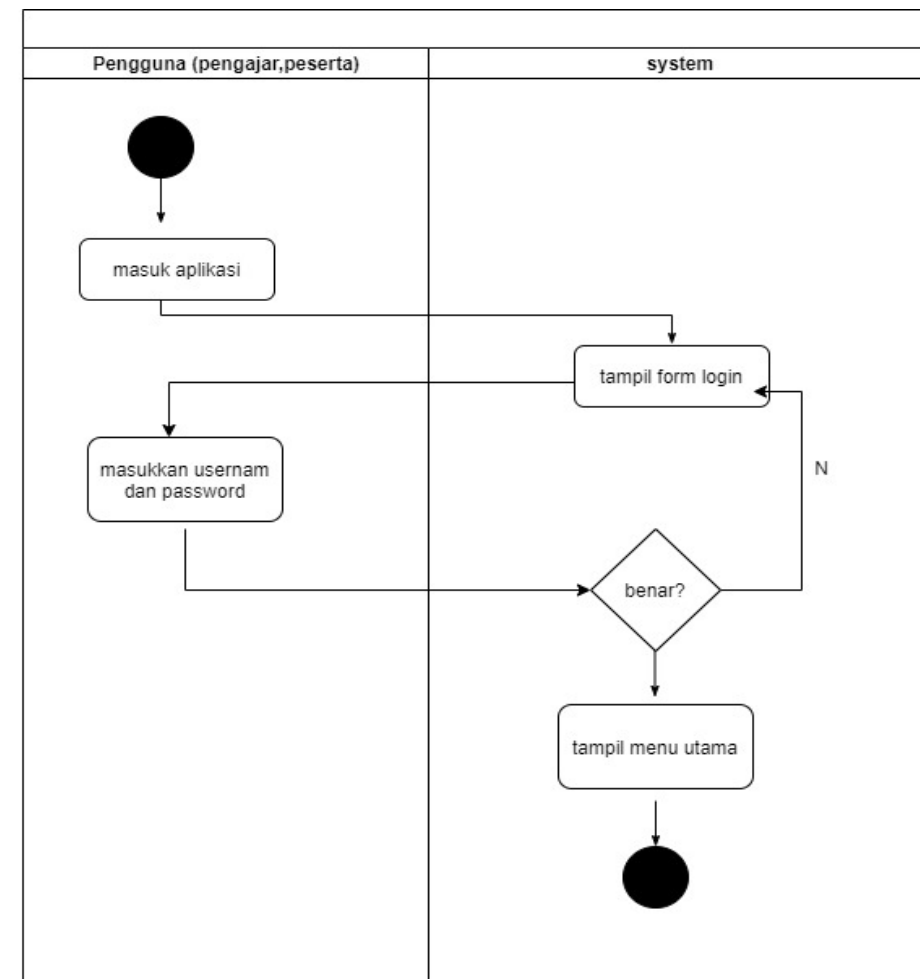 Pengguna (pengajar,peserta)
system
masuk aplikasi
tampil form login
masukkan usernam
dan password
N
benar?
tampil menu utama